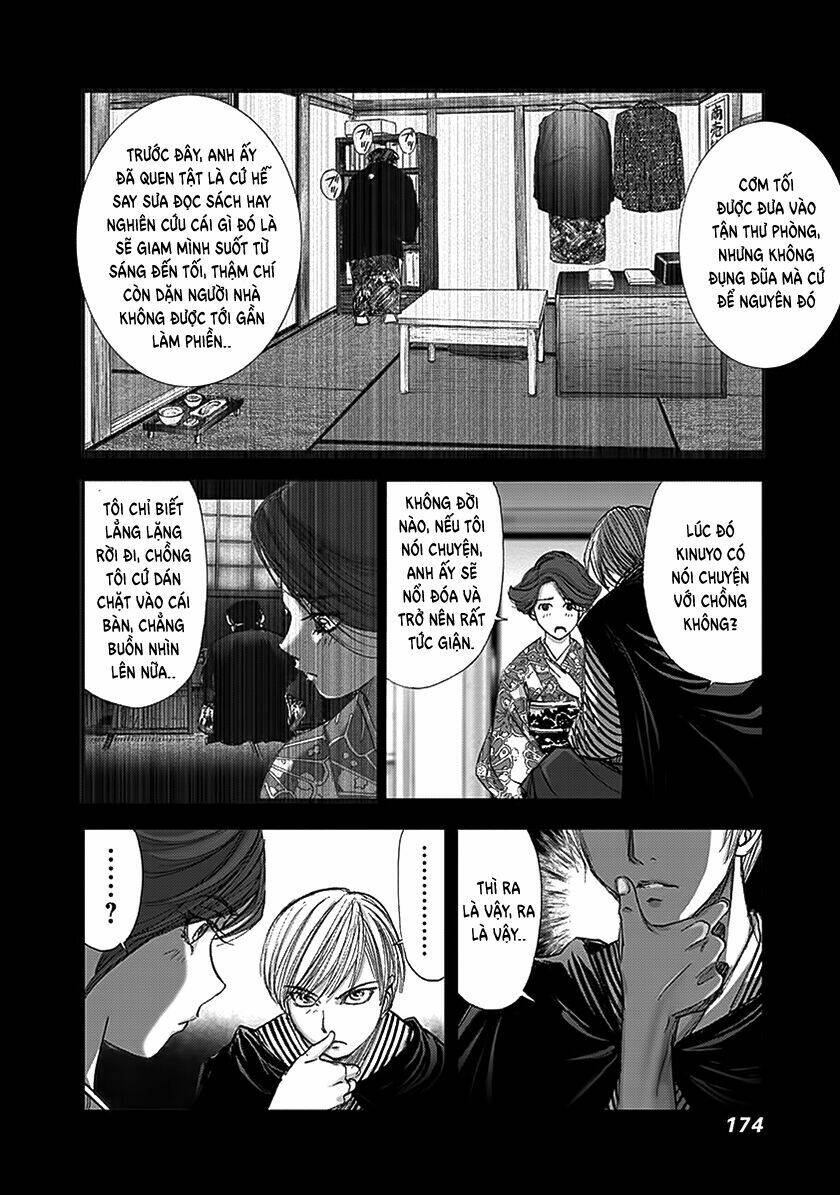 CƠM TỐI
ĐƯỢC ĐƯA VÀO
TẬN THƯ PHÒNG,
NHƯNG KHÔNG
ĐỤNG ĐŨA MÀ CỨ
ĐỂ NGUYÊN ĐÓ
TRƯỚC ĐÂY, ANH ẤY
ĐÃ QUEN TẬT LÀ CỨ HỄ
SAY SƯA ĐỌC SÁCH HAY
NGHIÊN CỨU CÁI GÌ ĐÓ LÀ
SẼ GIAM MÌNH SUỐT TỪ
SÁNG ĐẾN TỐI, THẬM CHÍ
CÒN DẶN NGƯỜI NHÀ
KHÔNG ĐƯỢC TỚI GẦN
LÀM PHIỀN..
LÚC ĐÓ
KINUYO CÓ
NÓI CHUYỆN
VỚI CHỒNG
KHÔNG?
KHÔNG ĐỜI
NÀO, NẾU TÔI
NÓI CHUYỆN,
ANH ẤY SẼ
NỔI ĐÓA VÀ
TRỞ NÊN RẤT
TỨC GIẬN.
TÔI CHỈ BIẾT
LẲNG LẶNG
RỜI ĐI, CHỒNG
TÔI CỨ DÁN
CHẶT VÀO CÁI
BÀN, CHẲNG
BUỒN NHÌN
LÊN NỮA..
THÌ RA
LÀ VẬY, RA
LÀ VẬY..
......
......?
174